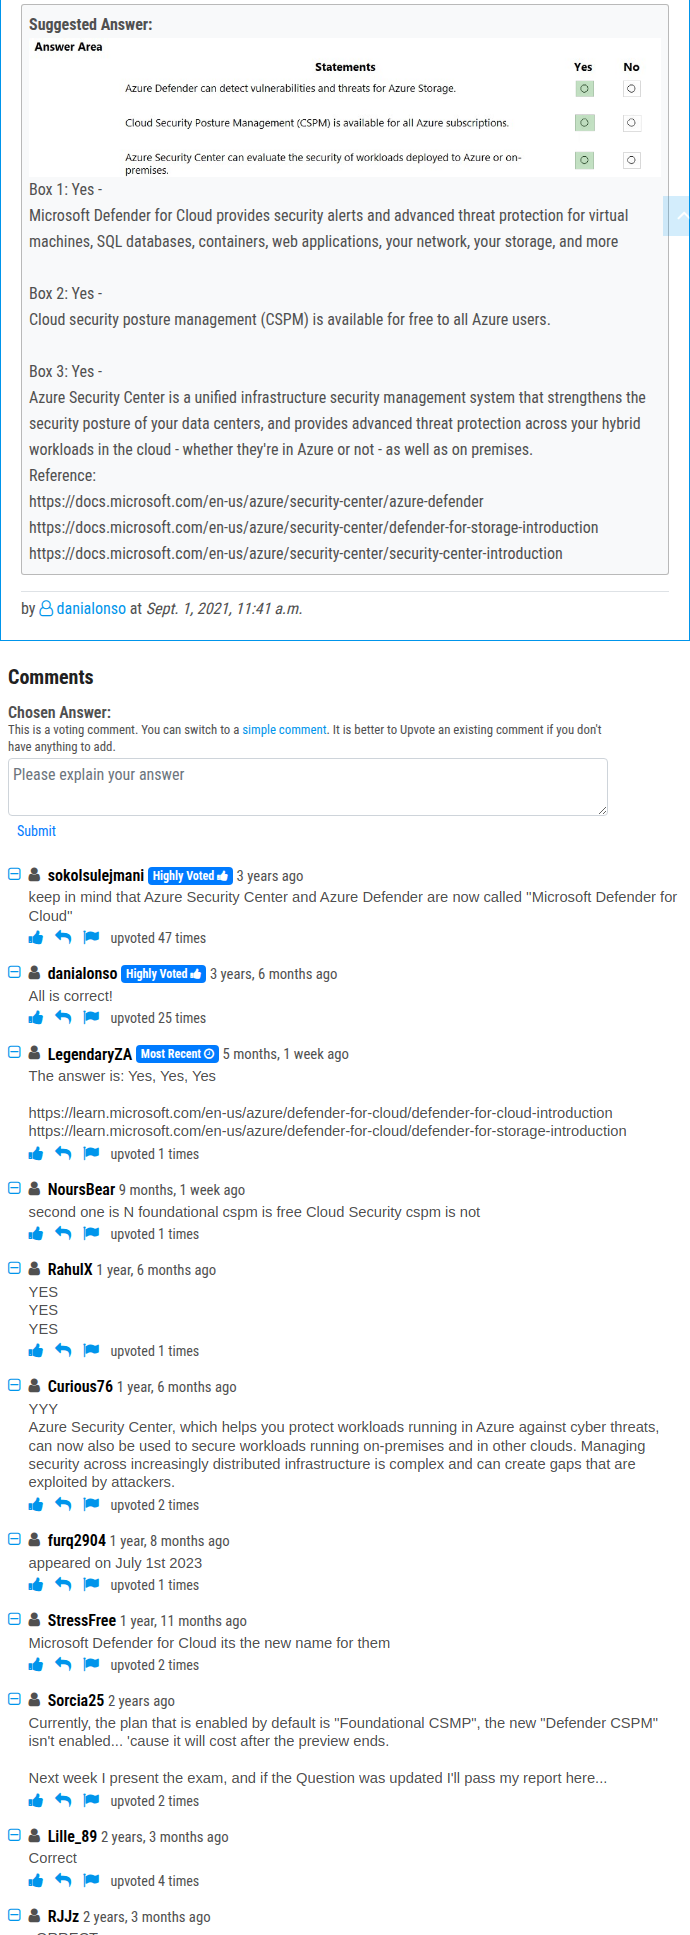 Suggested Answer:
Answer Area
Statements Yes No
Azure Defender can detect vulnerabilities and threats for Azure Storage.
Cloud Security Posture Management (CSPM) is available for all Azure subscriptions.
Azure Security Center can evaluate the security of workloads deployed to Azure or on-
premises.
Box 1: Yes -
Microsoft Defender for Cloud provides security alerts and advanced threat protection for virtual
machines, SQL databases, containers, web applications, your network, your storage, and more
Box 2: Yes -
Cloud security posture management (CSPM) is available for free to all Azure users.
Box 3: Yes -
Azure Security Center is a unified infrastructure security management system that strengthens the
security posture of your data centers, and provides advanced threat protection across your hybrid
workloads in the cloud - whether they're in Azure or not - as well as on premises.
Reference:
https://docs.microsoft.com/en-us/azure/security-center/azure-defender
https://docs.microsoft.com/en-us/azure/security-center/defender-for-storage-introduction
https://docs.microsoft.com/en-us/azure/security-center/security-center-introduction
by danialonso at Sept. 1, 2021, 11:41 a.m.
Comments
Chosen Answer:
This is a voting comment. You can switch to a simple comment. It is better to Upvote an existing comment if you don't
have anything to add.
Please explain your answer
Submit
sokolsulejmani Highly Voted 3 years ago
keep in mind that Azure Security Center and Azure Defender are now called "Microsoft Defender for
Cloud"
upvoted 47 times
danialonso Highly Voted 3 years, 6 months ago
All is correct!
upvoted 25 times
LegendaryZA Most Recent 5 months, 1 week ago
The answer is: Yes, Yes, Yes
https://learn.microsoft.com/en-us/azure/defender-for-cloud/defender-for-cloud-introduction
https://learn.microsoft.com/en-us/azure/defender-for-cloud/defender-for-storage-introduction
upvoted 1 times
NoursBear 9 months, 1 week ago
second one is N foundational cspm is free Cloud Security cspm is not
upvoted 1 times
RahulX 1 year, 6 months ago
YES
YES
YES
upvoted 1 times
Curious76 1 year, 6 months ago
YYY
Azure Security Center, which helps you protect workloads running in Azure against cyber threats,
can now also be used to secure workloads running on-premises and in other clouds. Managing
security across increasingly distributed infrastructure is complex and can create gaps that are
exploited by attackers.
upvoted 2 times
furq2904 1 year, 8 months ago
appeared on July 1st 2023
upvoted 1 times
StressFree 1 year, 11 months ago
Microsoft Defender for Cloud its the new name for them
upvoted 2 times
Sorcia25 2 years ago
Currently, the plan that is enabled by default is "Foundational CSMP", the new "Defender CSPM"
isn't enabled... 'cause it will cost after the preview ends.
Next week I present the exam, and if the Question was updated I'll pass my report here...
upvoted 2 times
Lille_89 2 years, 3 months ago
Correct
upvoted 4 times
RJJz 2 years, 3 months ago